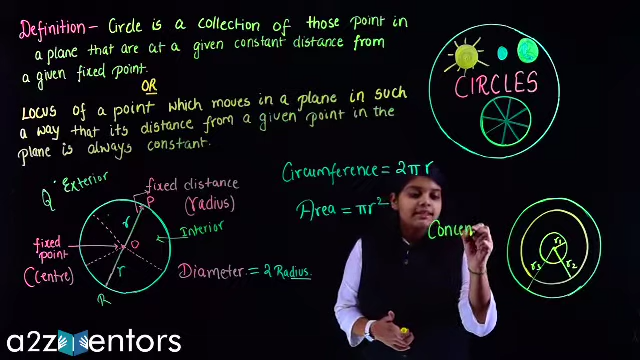 Definition - Circle is a collection of those point in
a plane that are at a given constant distance from
a given fixed point.
OR
Locus of a point which moves in a plane in such
a way that its distance from a given point in the
plane is always constant.
CIRCLES
Q Exterior
fixed distance
(radius)
P
r
Interior
fixed
point
(centre)
O
r
R
Diameter = 2 Radius.
Circumference = 2πr
Area = πr²
Concen
r1
r2
r3
a2z mentors